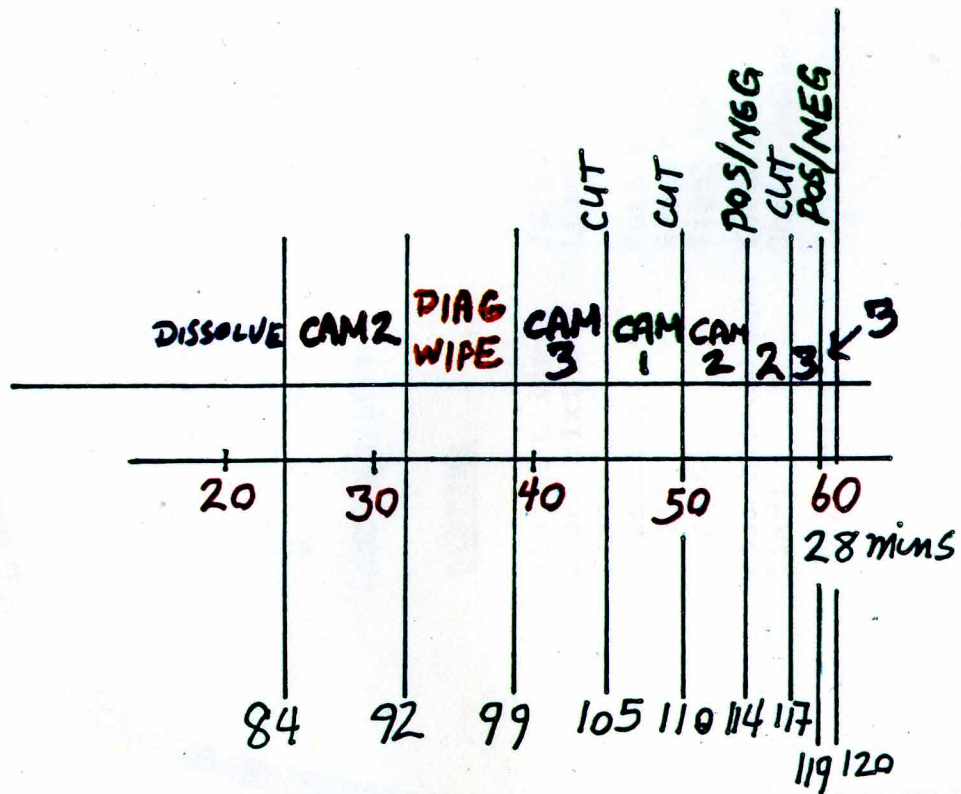 CUT
CUT
POS/NGG
CUT
POS/NEG
DISSOLVE
CAM2
DIAG
WIPE
CAM
3
CAM
1
CAM
2
2
3
3
20
30
40
50
60
28 mins
84
92
99
105
110
114
117
119
120